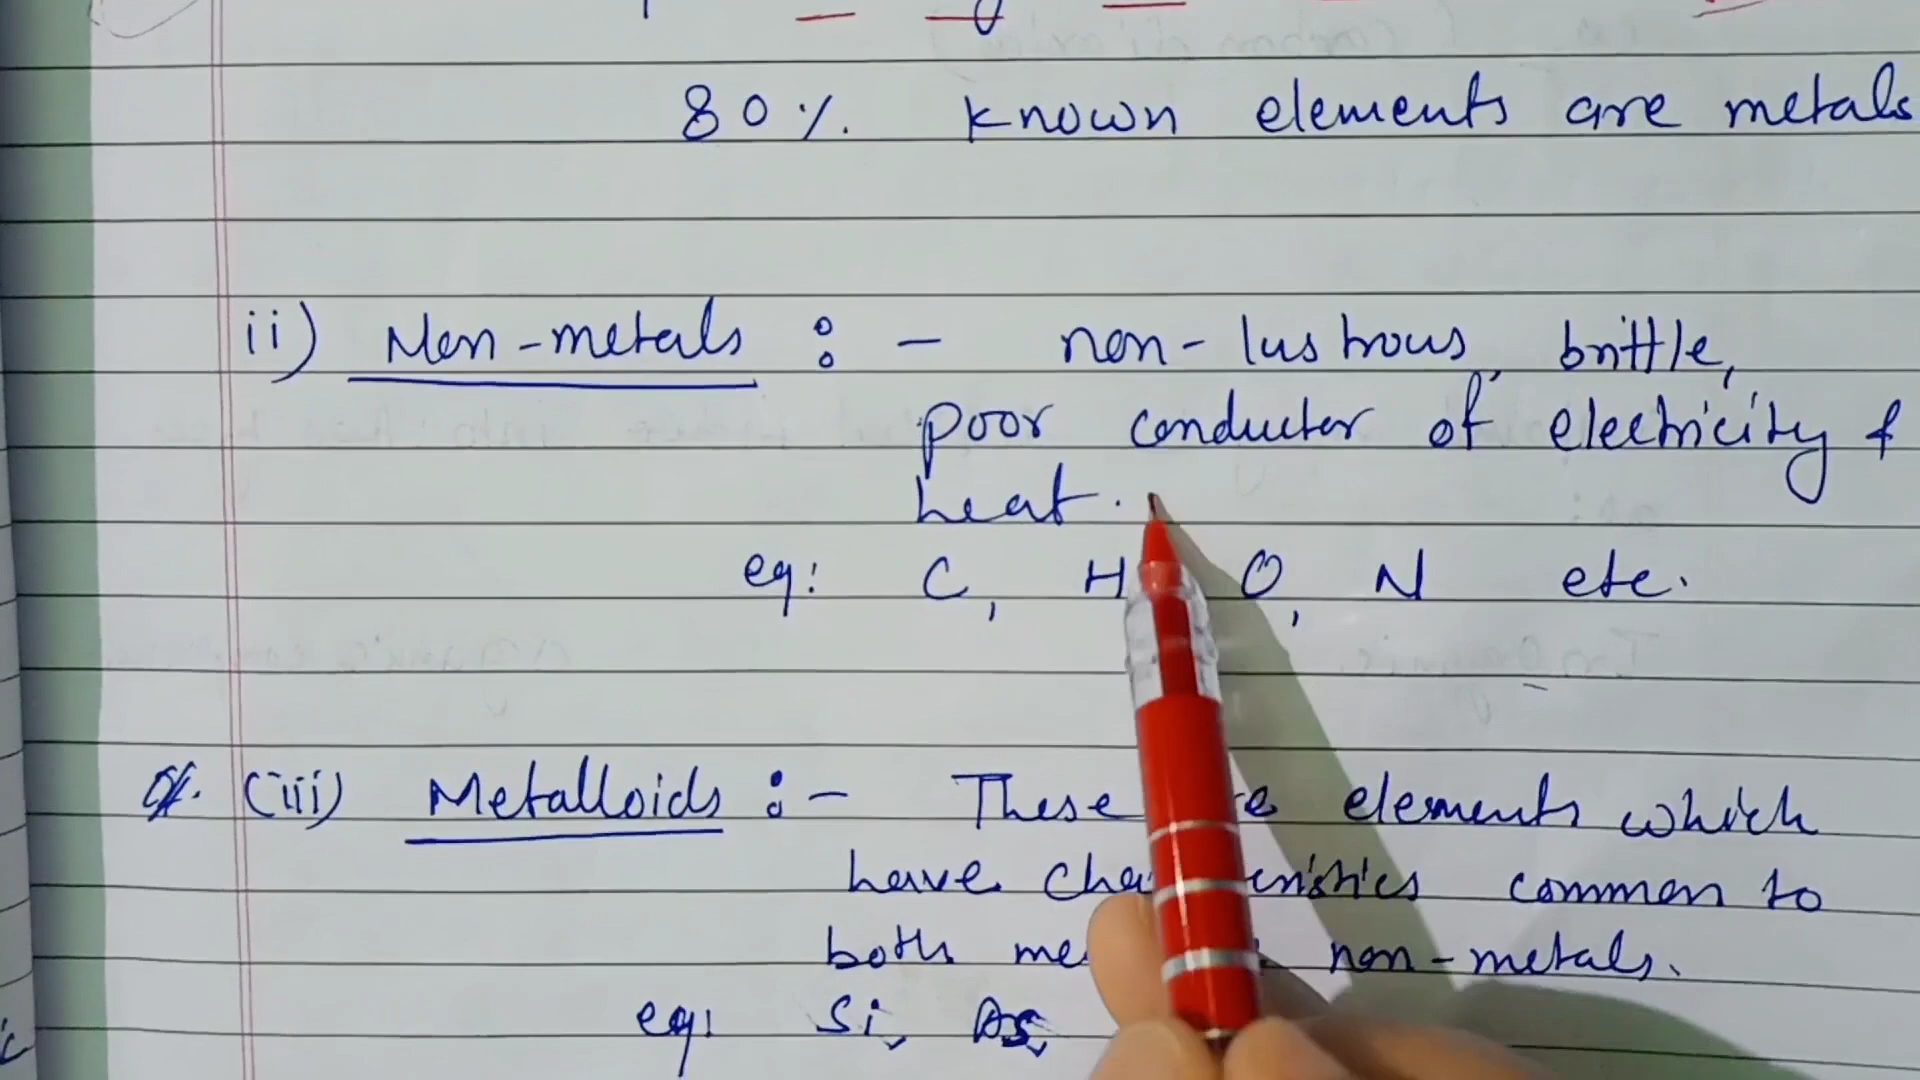 80%. known elements are metals
ii) Non-metals :- non-lustrous, brittle,
poor conductor of electricity &
heat.
eg: C, H O, N etc.
(iii) Metalloids :- These elements which
have common to
both non-metals.
eg: Si, As,